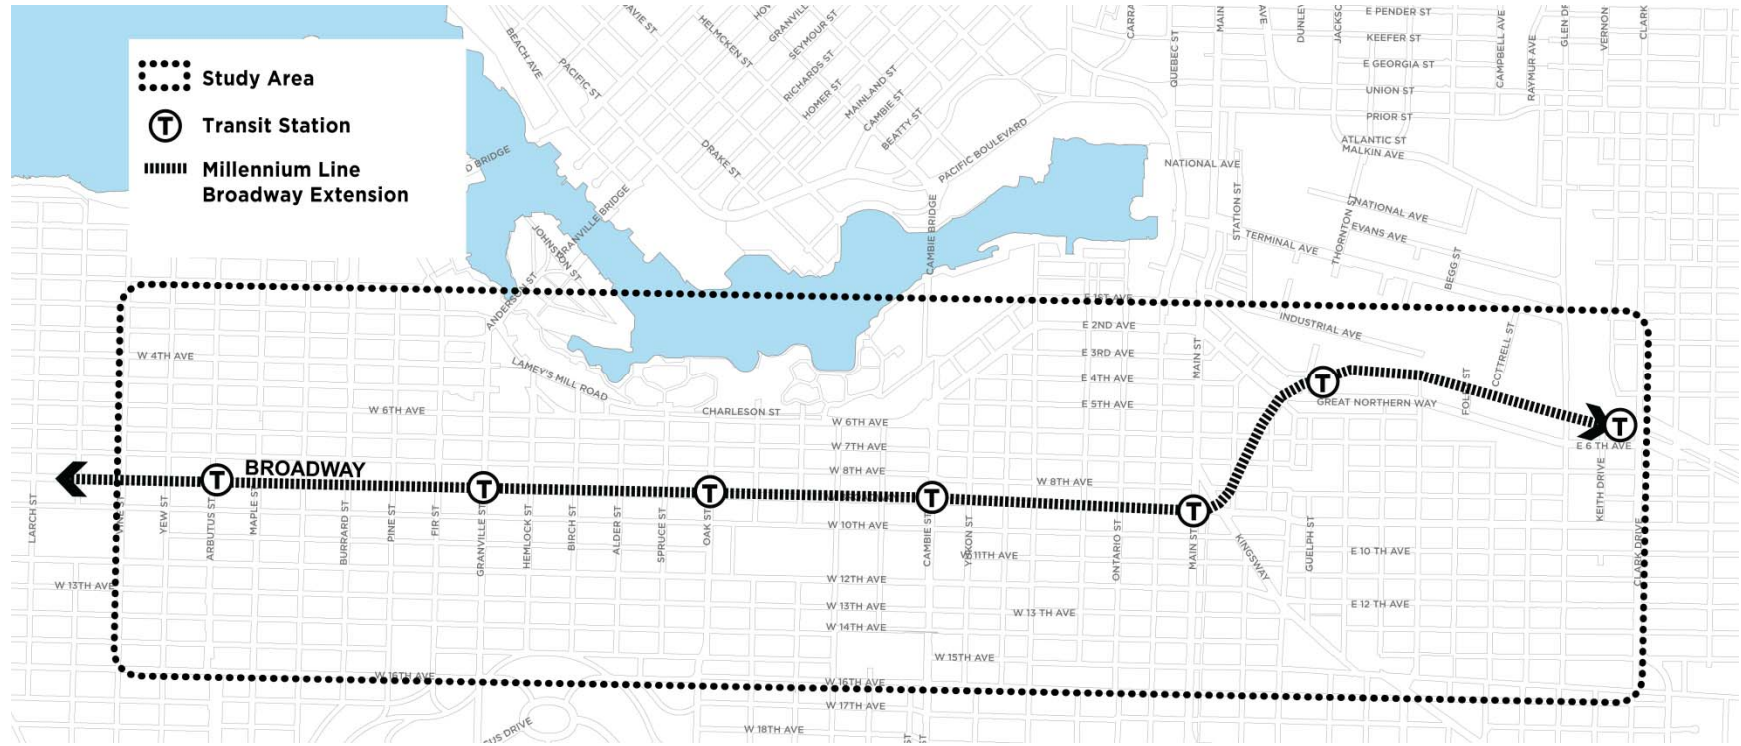 Study Area
Transit Station
Millennium Line
Broadway Extension
BEACH AVE
PACIFIC ST
HELMCKEN ST
SEYMOUR ST
RICHARDS ST
HOMER ST
MAINLAND ST
CAMBIE ST
BEATTY ST
DRAKE ST
PACIFIC BOULEVARD
QUEBEC ST
E PENDER ST
KEEFER ST
E GEORGIA ST
UNION ST
PRIOR ST
ATLANTIC ST
MALKIN AVE
CAMPBELL AVE
RAYMUR AVE
NATIONAL AVE
STATION ST
THORNTON ST
NATIONAL AVE
EVANS AVE
TERMINAL AVE
BEGG ST
GRANVILLE BRIDGE
CAMBIE BRIDGE
JOHNSTON ST
ANDERSON ST
E 1ST AVE
E 2ND AVE
INDUSTRIAL AVE
E 3RD AVE
MAIN ST
COTTRELL ST
W 4TH AVE
LAMEY'S MILL ROAD
E 4TH AVE
E 5TH AVE
GREAT NORTHERN WAY
W 6TH AVE
CHARLESON ST
W 6TH AVE
W 7TH AVE
E 6 TH AVE
BROADWAY
W 8TH AVE
W 8TH AVE
LARCH ST
YEW ST
ARBUTUS ST
MAPLE ST
BURRARD ST
PINE ST
FIR ST
GRANVILLE ST
HEMLOCK ST
BIRCH ST
ALDER ST
SPRUCE ST
OAK ST
W 10TH AVE
CAMBIE ST
YUKON ST
W 11TH AVE
ONTARIO ST
MAIN ST
KINGSWAY
GUELPH ST
E 10 TH AVE
KEITH DRIVE
CLARK DRIVE
W 13TH AVE
W 12TH AVE
W 13TH AVE
W 13 TH AVE
E 12 TH AVE
W 14TH AVE
W 15TH AVE
W 16TH AVE
W 16TH AVE
W 17TH AVE
W 18TH AVE